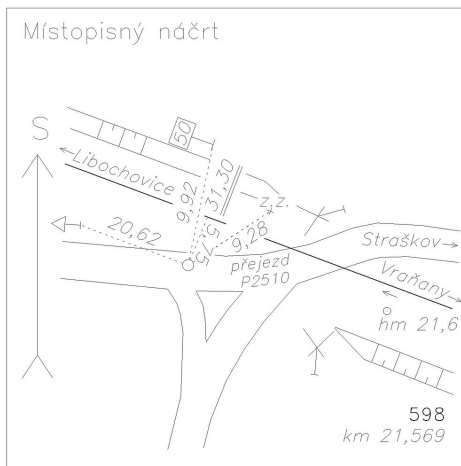 Místopisný náčrt
S
50
←Libochovice
9,92
31,30
5,75
z.z.
9,28
20,62
přejezd
P2510
Straškov→
Vraňany→
←
hm 21,6
598
km 21,569